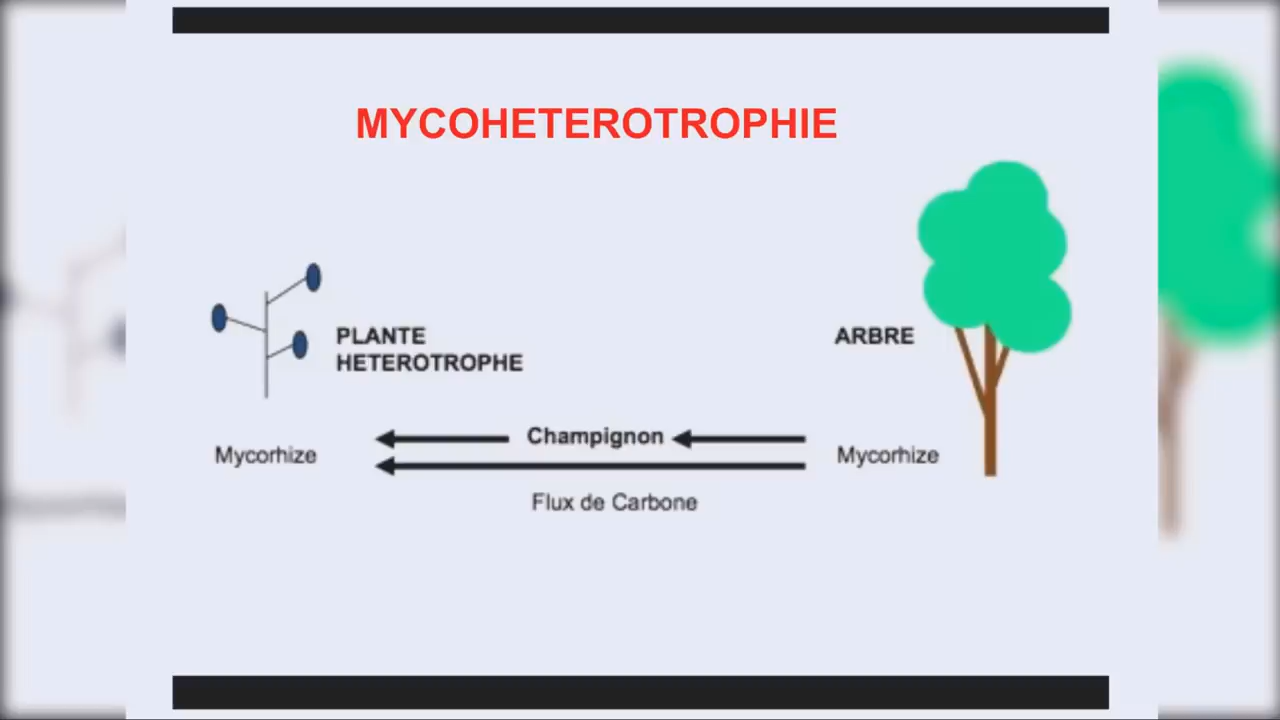 MYCOHETEROTROPHIE
PLANTE
HETEROTROPHE
ARBRE
Mycorhize
Champignon
Mycorhize
Flux de Carbone